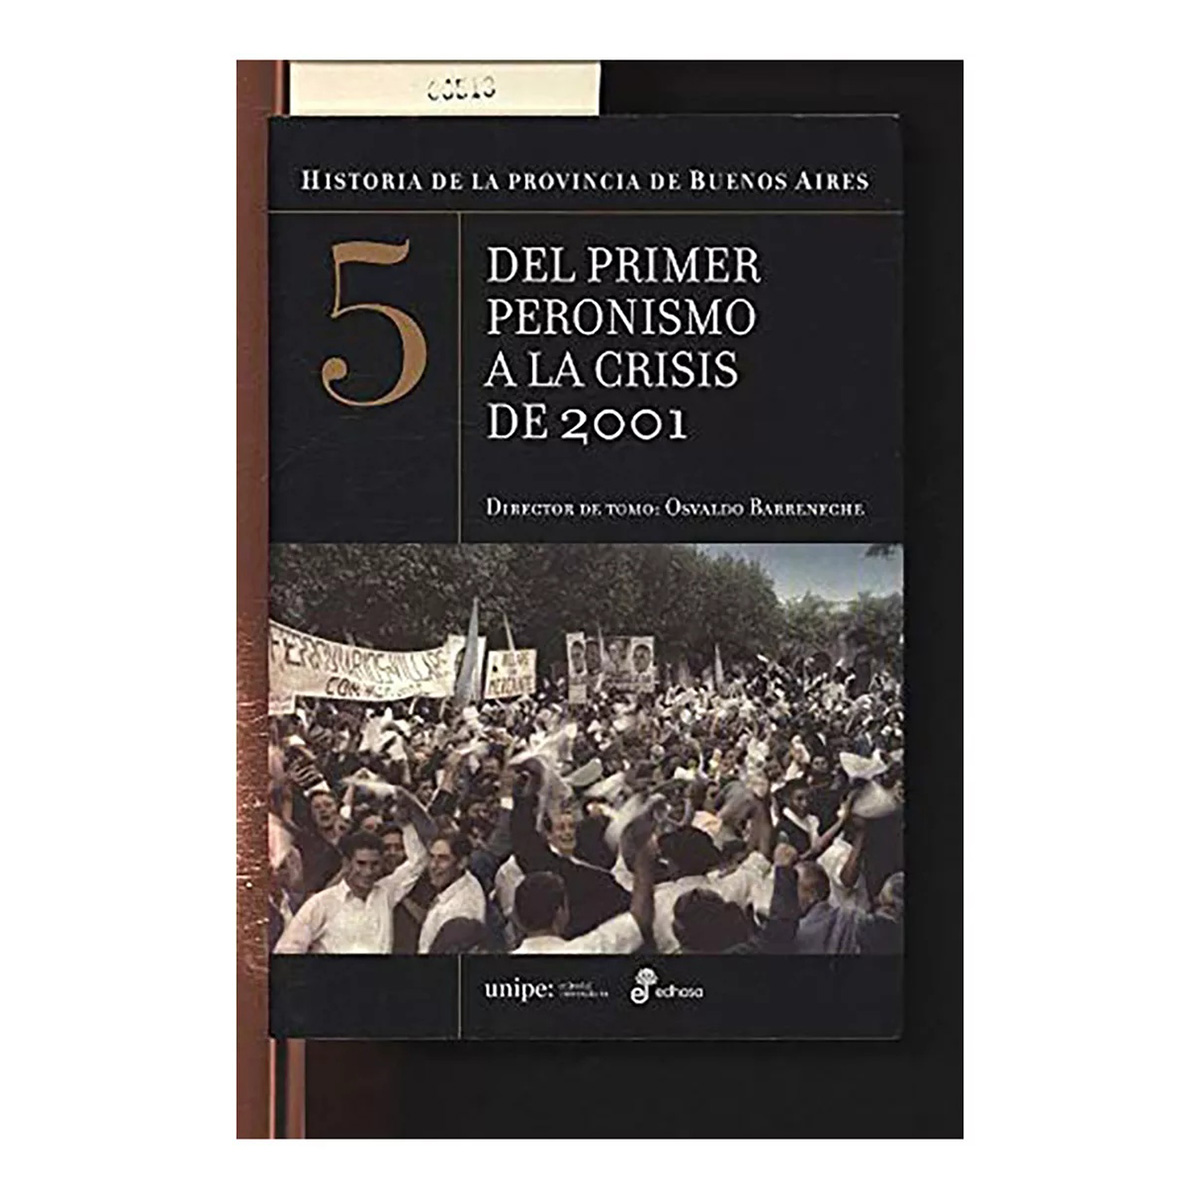 HISTORIA DE LA PROVINCIA DE BUENOS AIRES
5
DEL PRIMER
PERONISMO
A LA CRISIS
DE 2001
DIRECTOR DE TOMO: OSVALDO BARRENECHE
MERCANTE
unipe:
edhasa